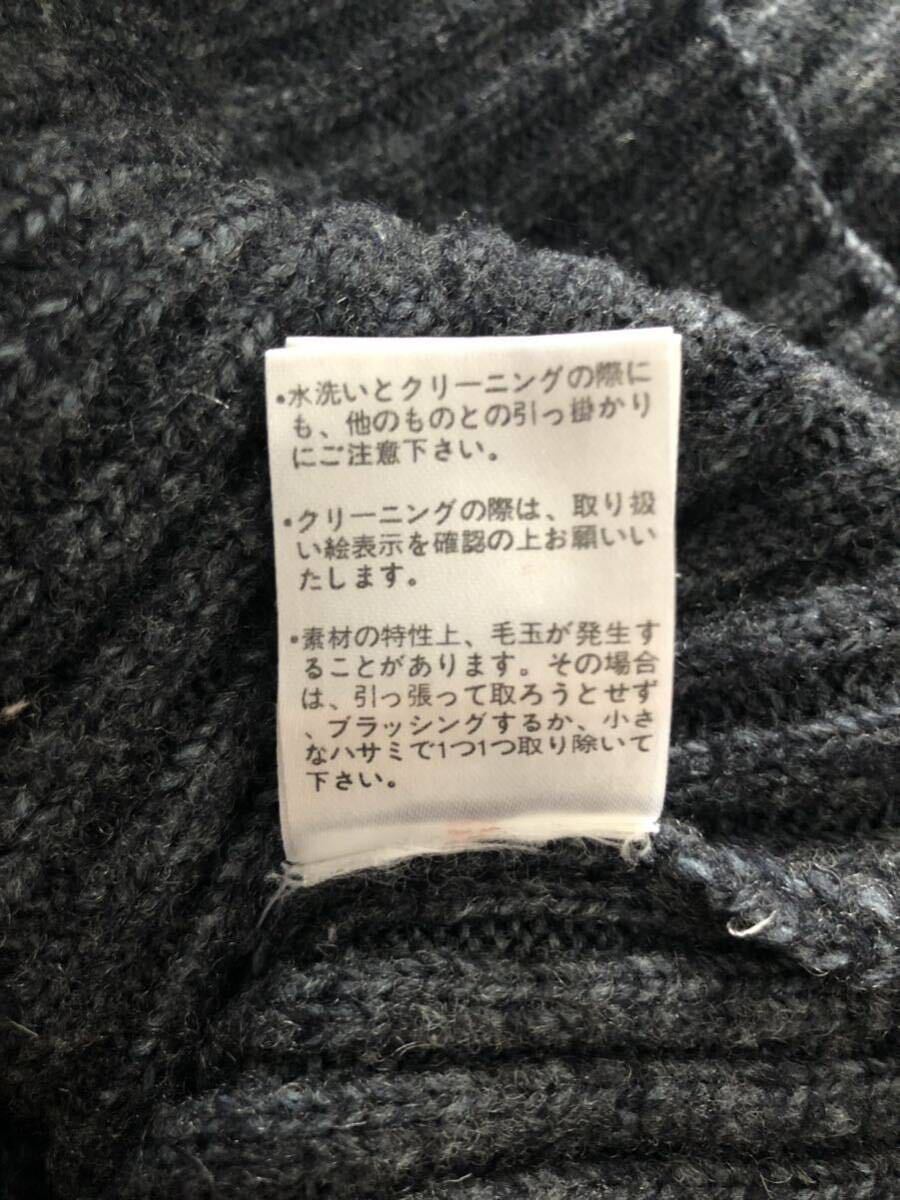 •水洗いとクリーニングの際に
も、他のものとの引っ掛かり
にご注意下さい。
•クリーニングの際は、取り扱
い絵表示を確認の上お願いい
たします。
•素材の特性上、毛玉が発生す
ることがあります。その場合
は、引っ張って取ろうとせず
、ブラッシングするか、小さ
なハサミで1つ1つ取り除いて
下さい。